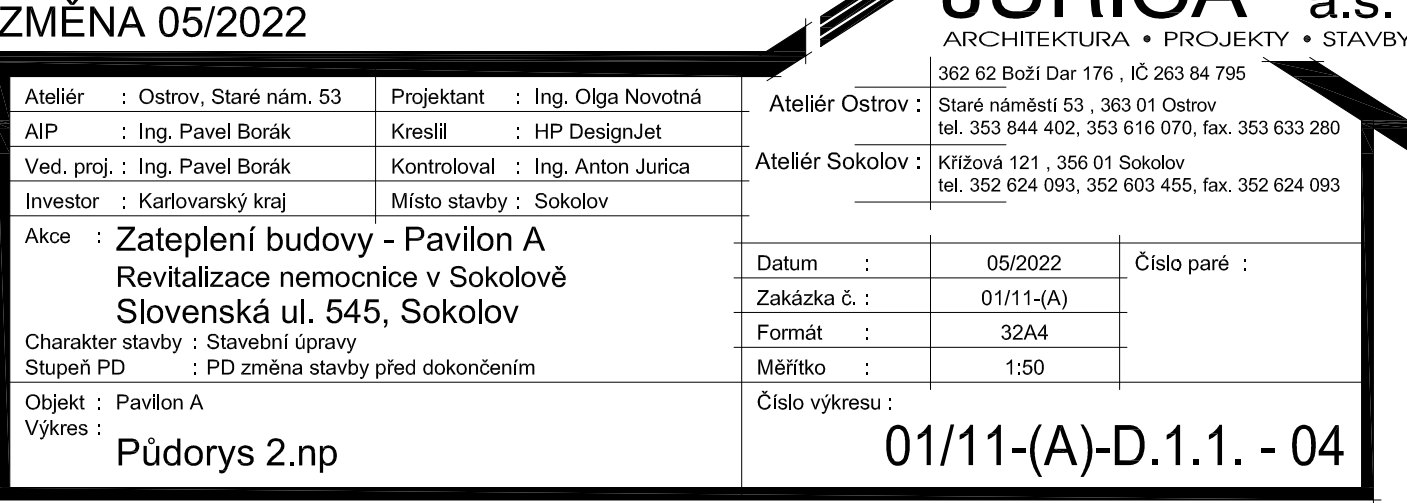 ZMĚNA 05/2022
JURICA a.s.
ARCHITEKTURA • PROJEKTY • STAVBY
362 62 Boží Dar 176 , IČ 263 84 795
Ateliér Ostrov : Staré náměstí 53 , 363 01 Ostrov
tel. 353 844 402, 353 616 070, fax. 353 633 280
Ateliér Sokolov : Křížová 121 , 356 01 Sokolov
tel. 352 624 093, 352 603 455, fax. 352 624 093
Ateliér : Ostrov, Staré nám. 53 Projektant : Ing. Olga Novotná
AIP : Ing. Pavel Borák Kreslil : HP DesignJet
Ved. proj. : Ing. Pavel Borák Kontroloval : Ing. Anton Jurica
Investor : Karlovarský kraj Místo stavby : Sokolov
Akce : Zateplení budovy - Pavilon A
Revitalizace nemocnice v Sokolově
Slovenská ul. 545, Sokolov
Charakter stavby : Stavební úpravy
Stupeň PD : PD změna stavby před dokončením
Datum : 05/2022 Číslo paré :
Zakázka č. : 01/11-(A)
Formát : 32A4
Měřítko : 1:50
Objekt : Pavilon A
Výkres :
Půdorys 2.np
Číslo výkresu :
01/11-(A)-D.1.1. - 04